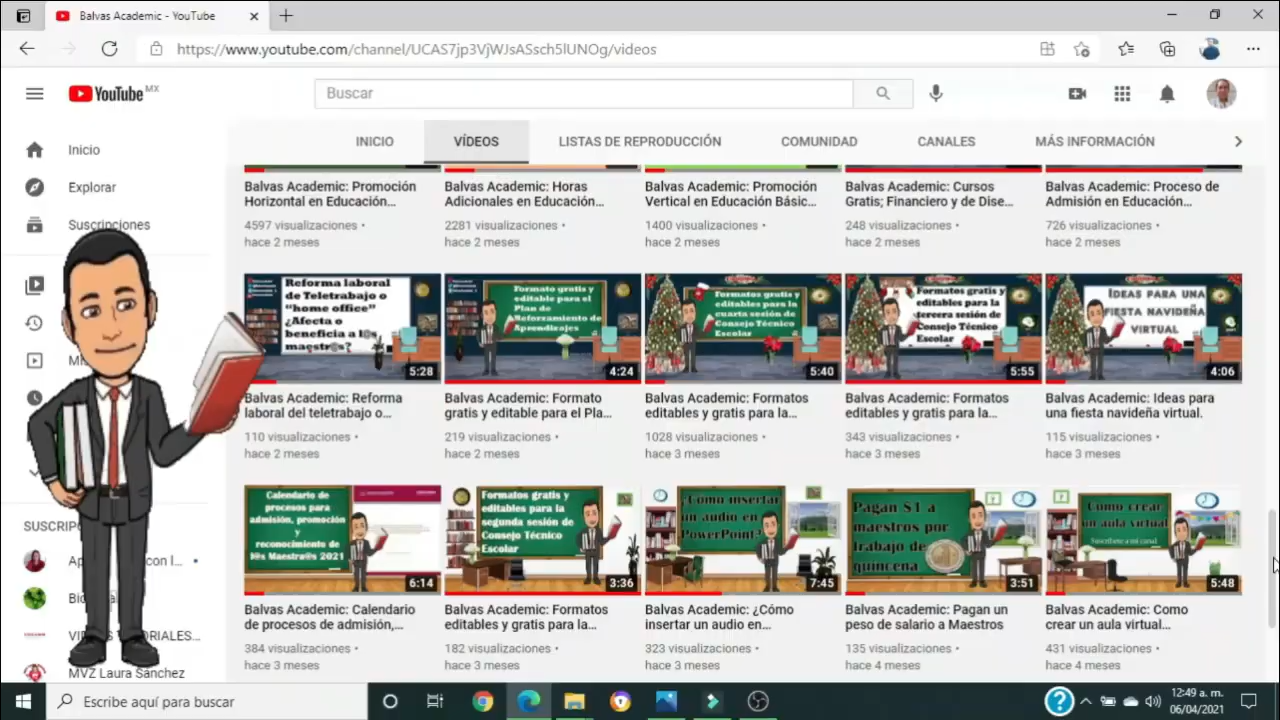 Balvas Academic - YouTube
https://www.youtube.com/channel/UCAS7jp3VjWJsASsch5lUNOg/videos
YouTube MX
Buscar
INICIO
VÍDEOS
LISTAS DE REPRODUCCIÓN
COMUNIDAD
CANALES
MÁS INFORMACIÓN
Inicio
Explorar
Suscripciones
Balvas Academic: Promoción
Horizontal en Educación...
4597 visualizaciones •
hace 2 meses
Balvas Academic: Horas
Adicionales en Educación...
2281 visualizaciones •
hace 2 meses
Balvas Academic: Promoción
Vertical en Educación Básic...
1400 visualizaciones •
hace 2 meses
Balvas Academic: Cursos
Gratis; Financiero y de Dise...
248 visualizaciones •
hace 2 meses
Balvas Academic: Proceso de
Admisión en Educación...
726 visualizaciones •
hace 2 meses
Reforma laboral
de Teletrabajo o
"home office"
¿Afecta o
beneficia a l@s
maestr@s?
5:28
Balvas Academic: Reforma
laboral del teletrabajo o...
110 visualizaciones •
hace 2 meses
Formato gratis y
editable para el
Plan de
Reforzamiento de
Aprendizajes
4:24
Balvas Academic: Formato
gratis y editable para el Pla...
219 visualizaciones •
hace 2 meses
Formatos gratis y
editables para la
cuarta sesión de
Consejo Técnico
Escolar
5:40
Balvas Academic: Formatos
editables y gratis para la...
1028 visualizaciones •
hace 3 meses
Formatos gratis y
editables para la
tercera sesión de
Consejo Técnico
Escolar
5:55
Balvas Academic: Formatos
editables y gratis para la...
343 visualizaciones •
hace 3 meses
IDEAS PARA UNA
FIESTA NAVIDEÑA
VIRTUAL
4:06
Balvas Academic: Ideas para
una fiesta navideña virtual.
115 visualizaciones •
hace 3 meses
Calendario de
procesos para
admisión, promoción
y
reconocimiento de
l@s Maestr@s 2021
6:14
Balvas Academic: Calendario
de procesos de admisión,...
384 visualizaciones •
hace 3 meses
Formatos gratis y
editables para la
segunda sesión de
Consejo Técnico
Escolar
3:36
Balvas Academic: Formatos
editables y gratis para la...
182 visualizaciones •
hace 3 meses
¿Como insertar
un audio en
PowerPoint?
7:45
Balvas Academic: ¿Cómo
insertar un audio en...
323 visualizaciones •
hace 3 meses
Pagan $1 a
maestros por
trabajo de
quincena
3:51
Balvas Academic: Pagan un
peso de salario a Maestros
135 visualizaciones •
hace 4 meses
Como crear
un aula virtual
Suscríbete a mi canal
5:48
Balvas Academic: Como
crear un aula virtual...
431 visualizaciones •
hace 4 meses
SUSCRIP
con l...
VI
RIALES...
MVZ Laura Sánchez
Escribe aquí para buscar
12:49 a. m.
06/04/2021